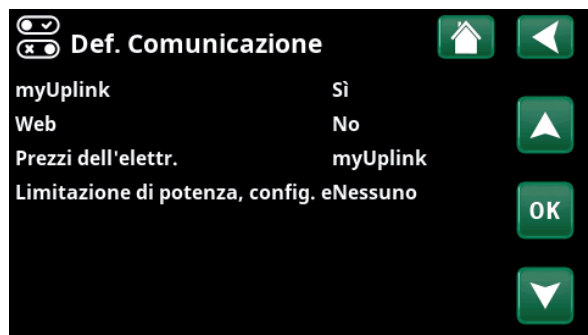 Def. Comunicazione
myUplink Sì
Web No
Prezzi dell'elettr. myUplink
Limitazione di potenza, config. eNessuno
OK